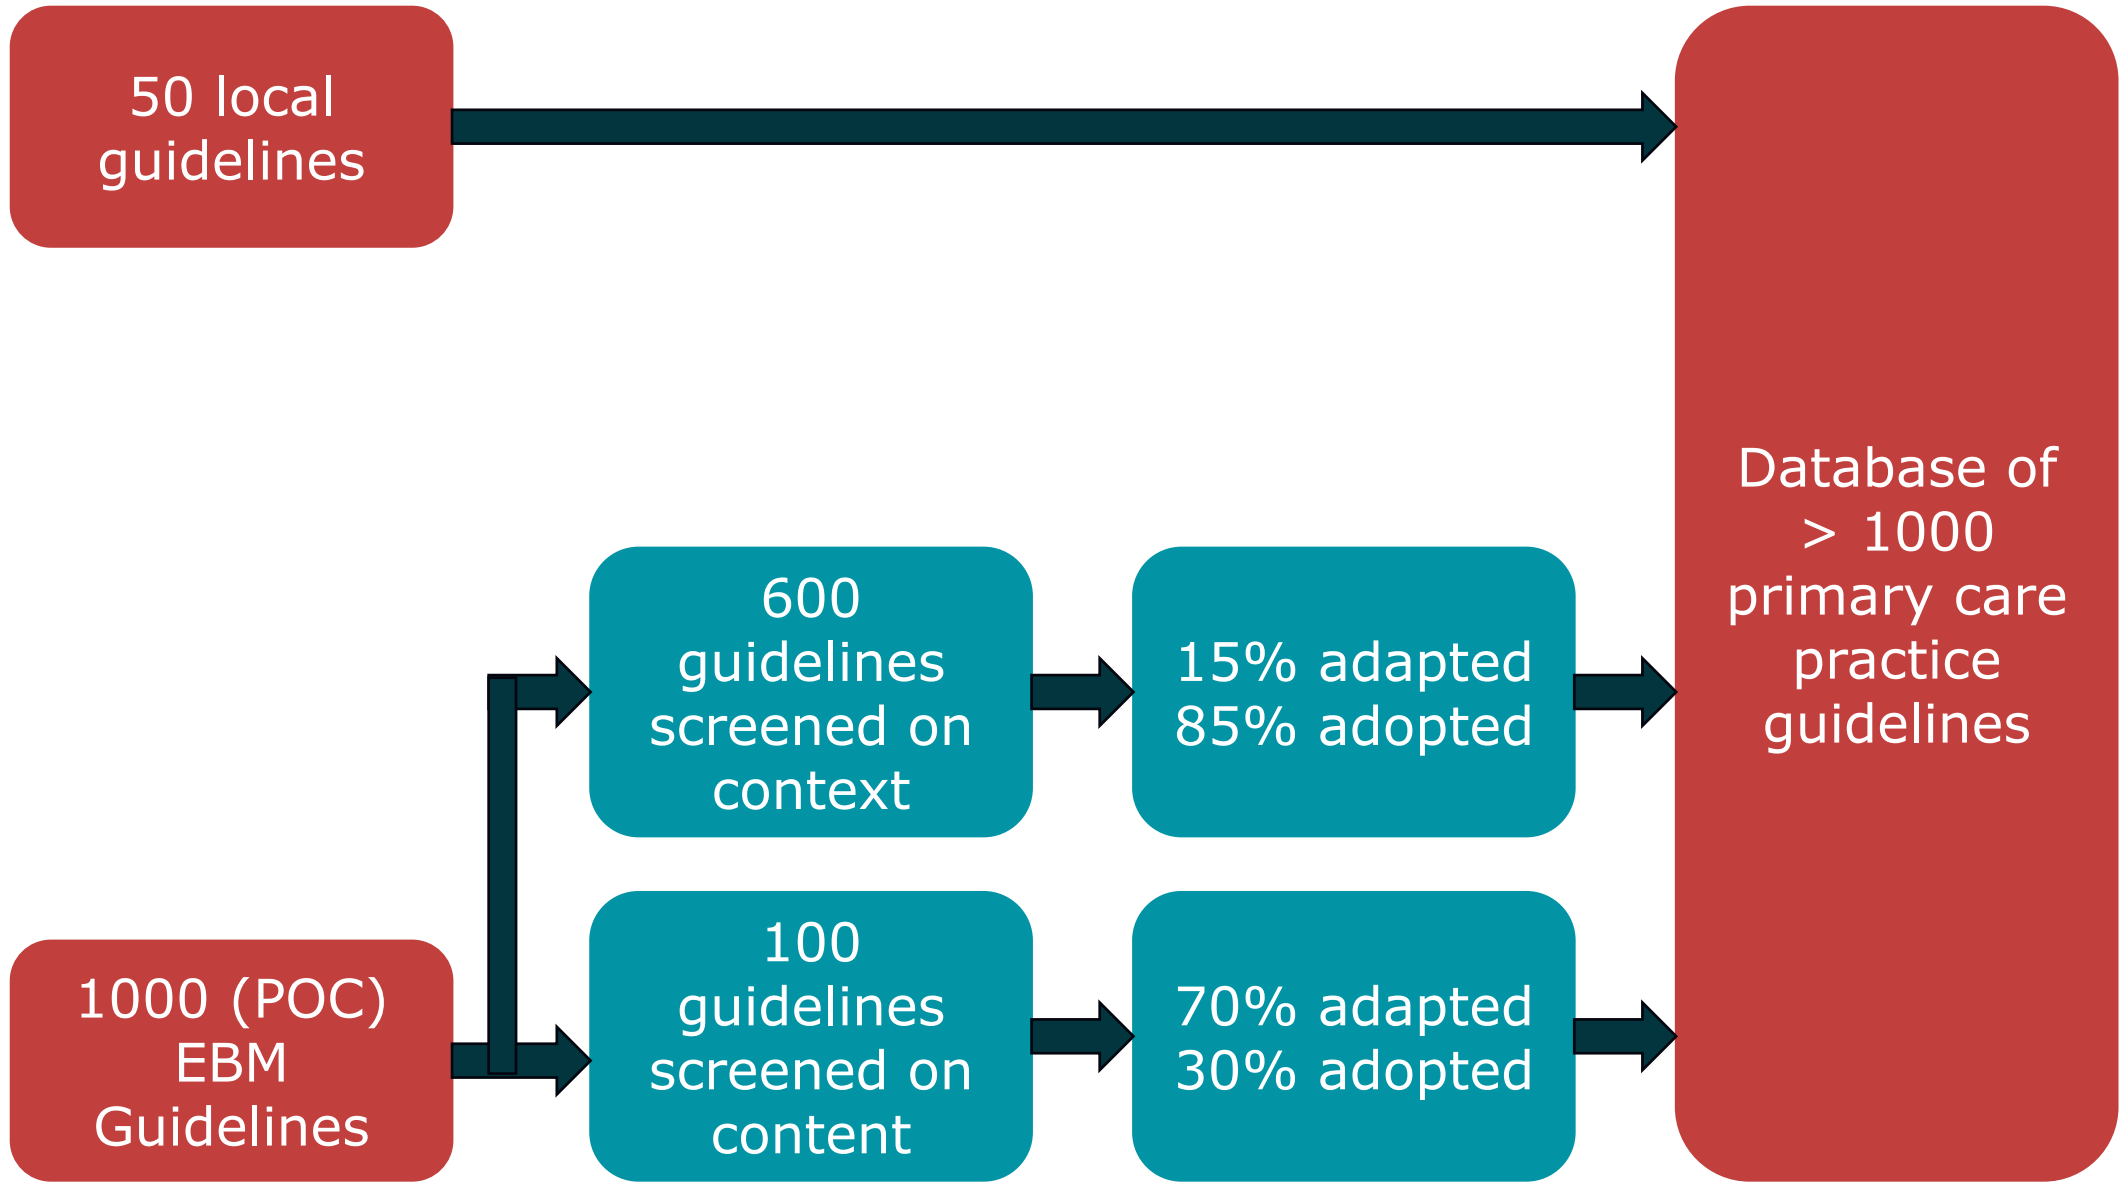 50 local
guidelines
1000 (POC)
EBM
Guidelines
600
guidelines
screened on
context
15% adapted
85% adopted
100
guidelines
screened on
content
70% adapted
30% adopted
Database of
> 1000
primary care
practice
guidelines